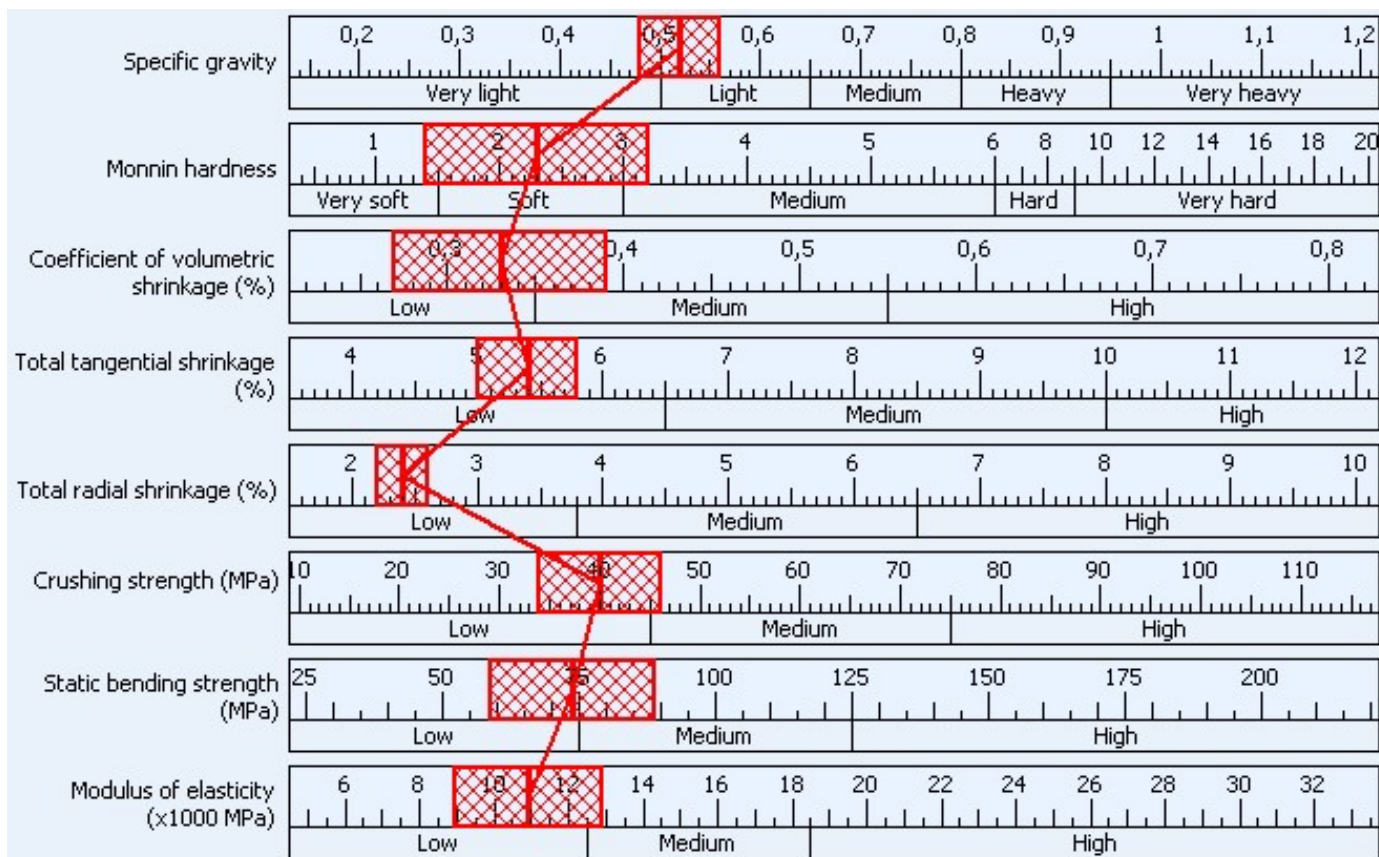 0,2 0,3 0,4 0,5 0,6 0,7 0,8 0,9 1 1,1 1,2
Specific gravity
Very light Light Medium Heavy Very heavy
1 2 3 4 5 6 8 10 12 14 16 18 20
Monnin hardness
Very soft Soft Medium Hard Very hard
0,3 0,4 0,5 0,6 0,7 0,8
Coefficient of volumetric
shrinkage (%)
Low Medium High
4 5 6 7 8 9 10 11 12
Total tangential shrinkage
(%)
Low Medium High
2 3 4 5 6 7 8 9 10
Total radial shrinkage (%)
Low Medium High
10 20 30 40 50 60 70 80 90 100 110
Crushing strength (MPa)
Low Medium High
25 50 75 100 125 150 175 200
Static bending strength
(MPa)
Low Medium High
6 8 10 12 14 16 18 20 22 24 26 28 30 32
Modulus of elasticity
(x1000 MPa)
Low Medium High